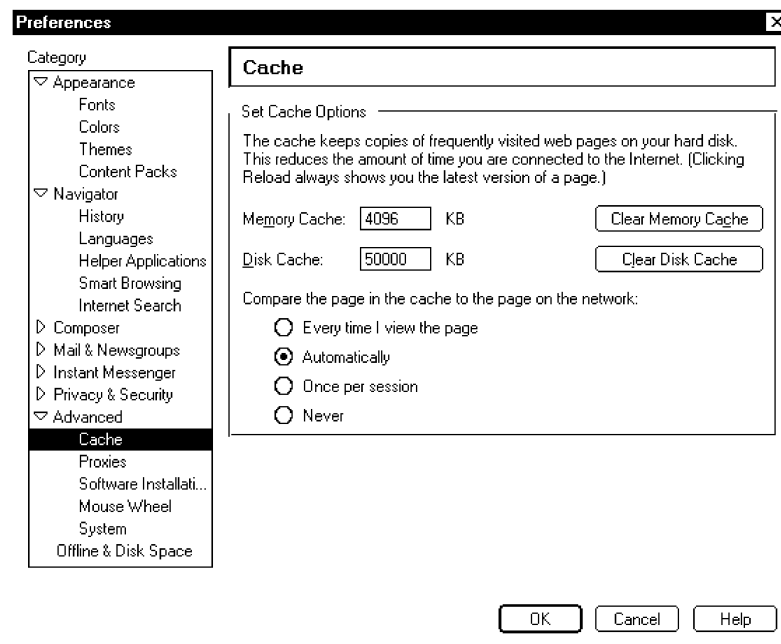 Preferences
Category
Appearance
Fonts
Colors
Themes
Content Packs
Navigator
History
Languages
Helper Applications
Smart Browsing
Internet Search
Composer
Mail & Newsgroups
Instant Messenger
Privacy & Security
Advanced
Cache
Proxies
Software Installati...
Mouse Wheel
System
Offline & Disk Space
Cache
Set Cache Options
The cache keeps copies of frequently visited web pages on your hard disk.
This reduces the amount of time you are connected to the Internet. (Clicking
Reload always shows you the latest version of a page.)
Memory Cache: 4096 KB Clear Memory Cache
Disk Cache: 50000 KB Clear Disk Cache
Compare the page in the cache to the page on the network:
Every time I view the page
Automatically
Once per session
Never
OK Cancel Help